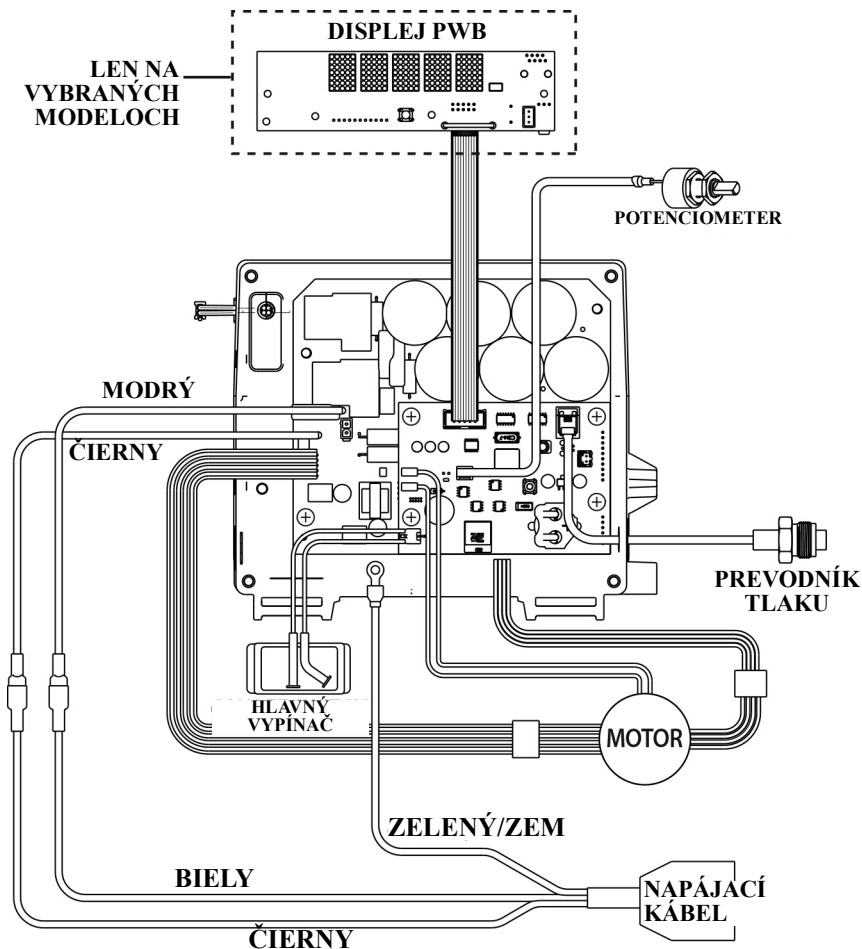 DISPLEJ PWB
LEN NA
VYBRANÝCH
MODELOCH
POTENCIOMETER
MODRÝ
ČIERNY
PREVODNÍK
TLAKU
HLAVNÝ
VYPÍNAČ
MOTOR
ZELENÝ/ZEM
BIELY
NAPÁJACÍ
KÁBEL
ČIERNY